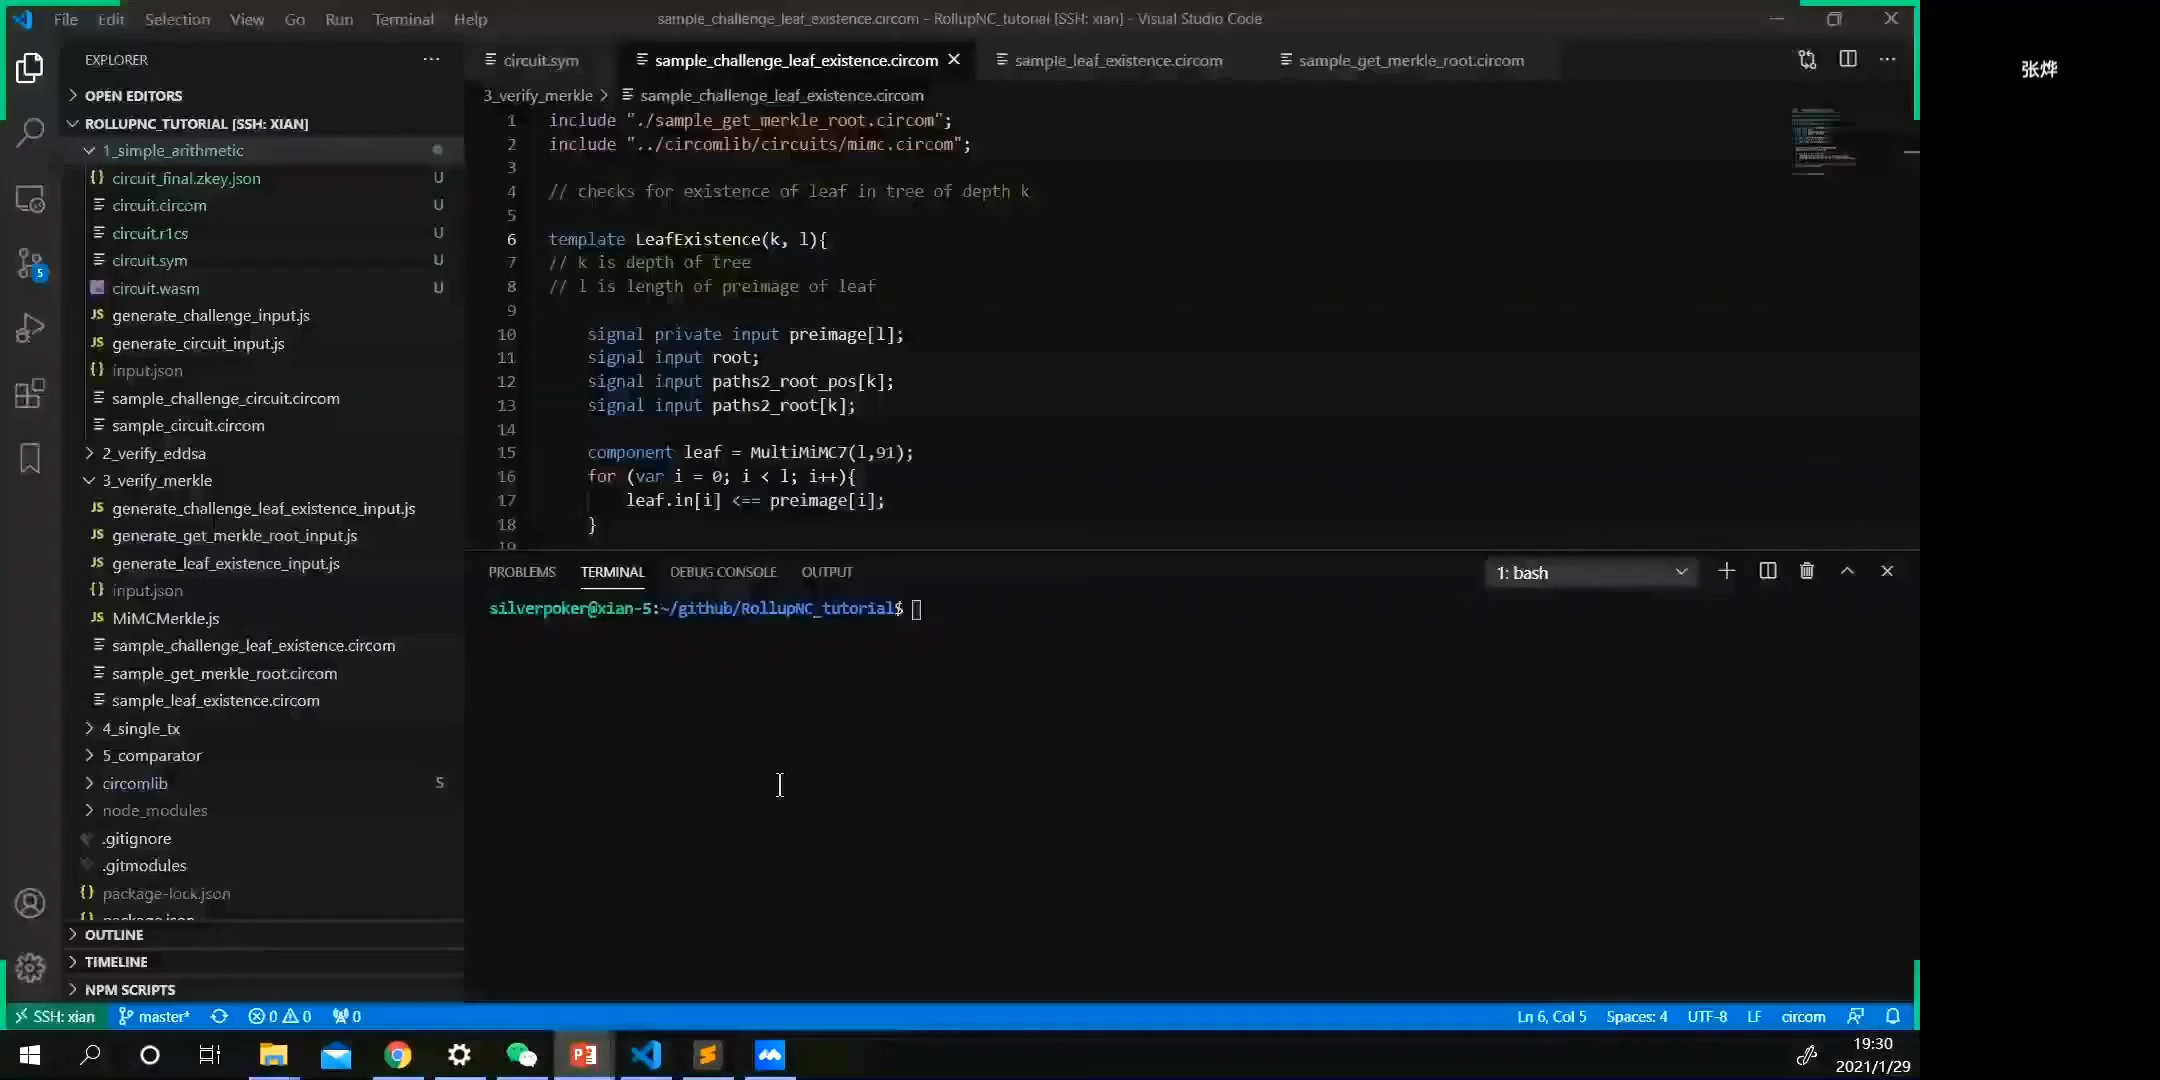 File Edit Selection View Go Run Terminal Help
sample_challenge_leaf_existence.circom - RollupNC_tutorial [SSH: xian] - Visual Studio Code
张烨
EXPLORER
OPEN EDITORS
ROLLUPNC_TUTORIAL [SSH: XIAN]
1_simple_arithmetic
circuit_final.zkey.json U
circuit.circom U
circuit.r1cs U
circuit.sym U
circuit.wasm U
generate_challenge_input.js
generate_circuit_input.js
input.json
sample_challenge_circuit.circom
sample_circuit.circom
2_verify_eddsa
3_verify_merkle
generate_challenge_leaf_existence_input.js
generate_get_merkle_root_input.js
generate_leaf_existence_input.js
input.json
MiMCMerkle.js
sample_challenge_leaf_existence.circom
sample_get_merkle_root.circom
sample_leaf_existence.circom
4_single_tx
5_comparator
circomlib S
node_modules
.gitignore
.gitmodules
package-lock.json
package.json
OUTLINE
TIMELINE
NPM SCRIPTS
5
circuit.sym sample_challenge_leaf_existence.circom sample_leaf_existence.circom sample_get_merkle_root.circom
3_verify_merkle > sample_challenge_leaf_existence.circom
1 include "./sample_get_merkle_root.circom";
2 include "../circomlib/circuits/mimc.circom";
3
4 // checks for existence of leaf in tree of depth k
5
6 template LeafExistence(k, l){
7 // k is depth of tree
8 // l is length of preimage of leaf
9
10 signal private input preimage[l];
11 signal input root;
12 signal input paths2_root_pos[k];
13 signal input paths2_root[k];
14
15 component leaf = MultiMiMC7(l,91);
16 for (var i = 0; i < l; i++){
17 leaf.in[i] <== preimage[i];
18 }
19
PROBLEMS TERMINAL DEBUG CONSOLE OUTPUT
1: bash
silverpoker@xian-5:~/github/RollupNC_tutorial$
SSH: xian master* 0 0 0
Ln 6, Col 5 Spaces: 4 UTF-8 LF circom
19:30
2021/1/29